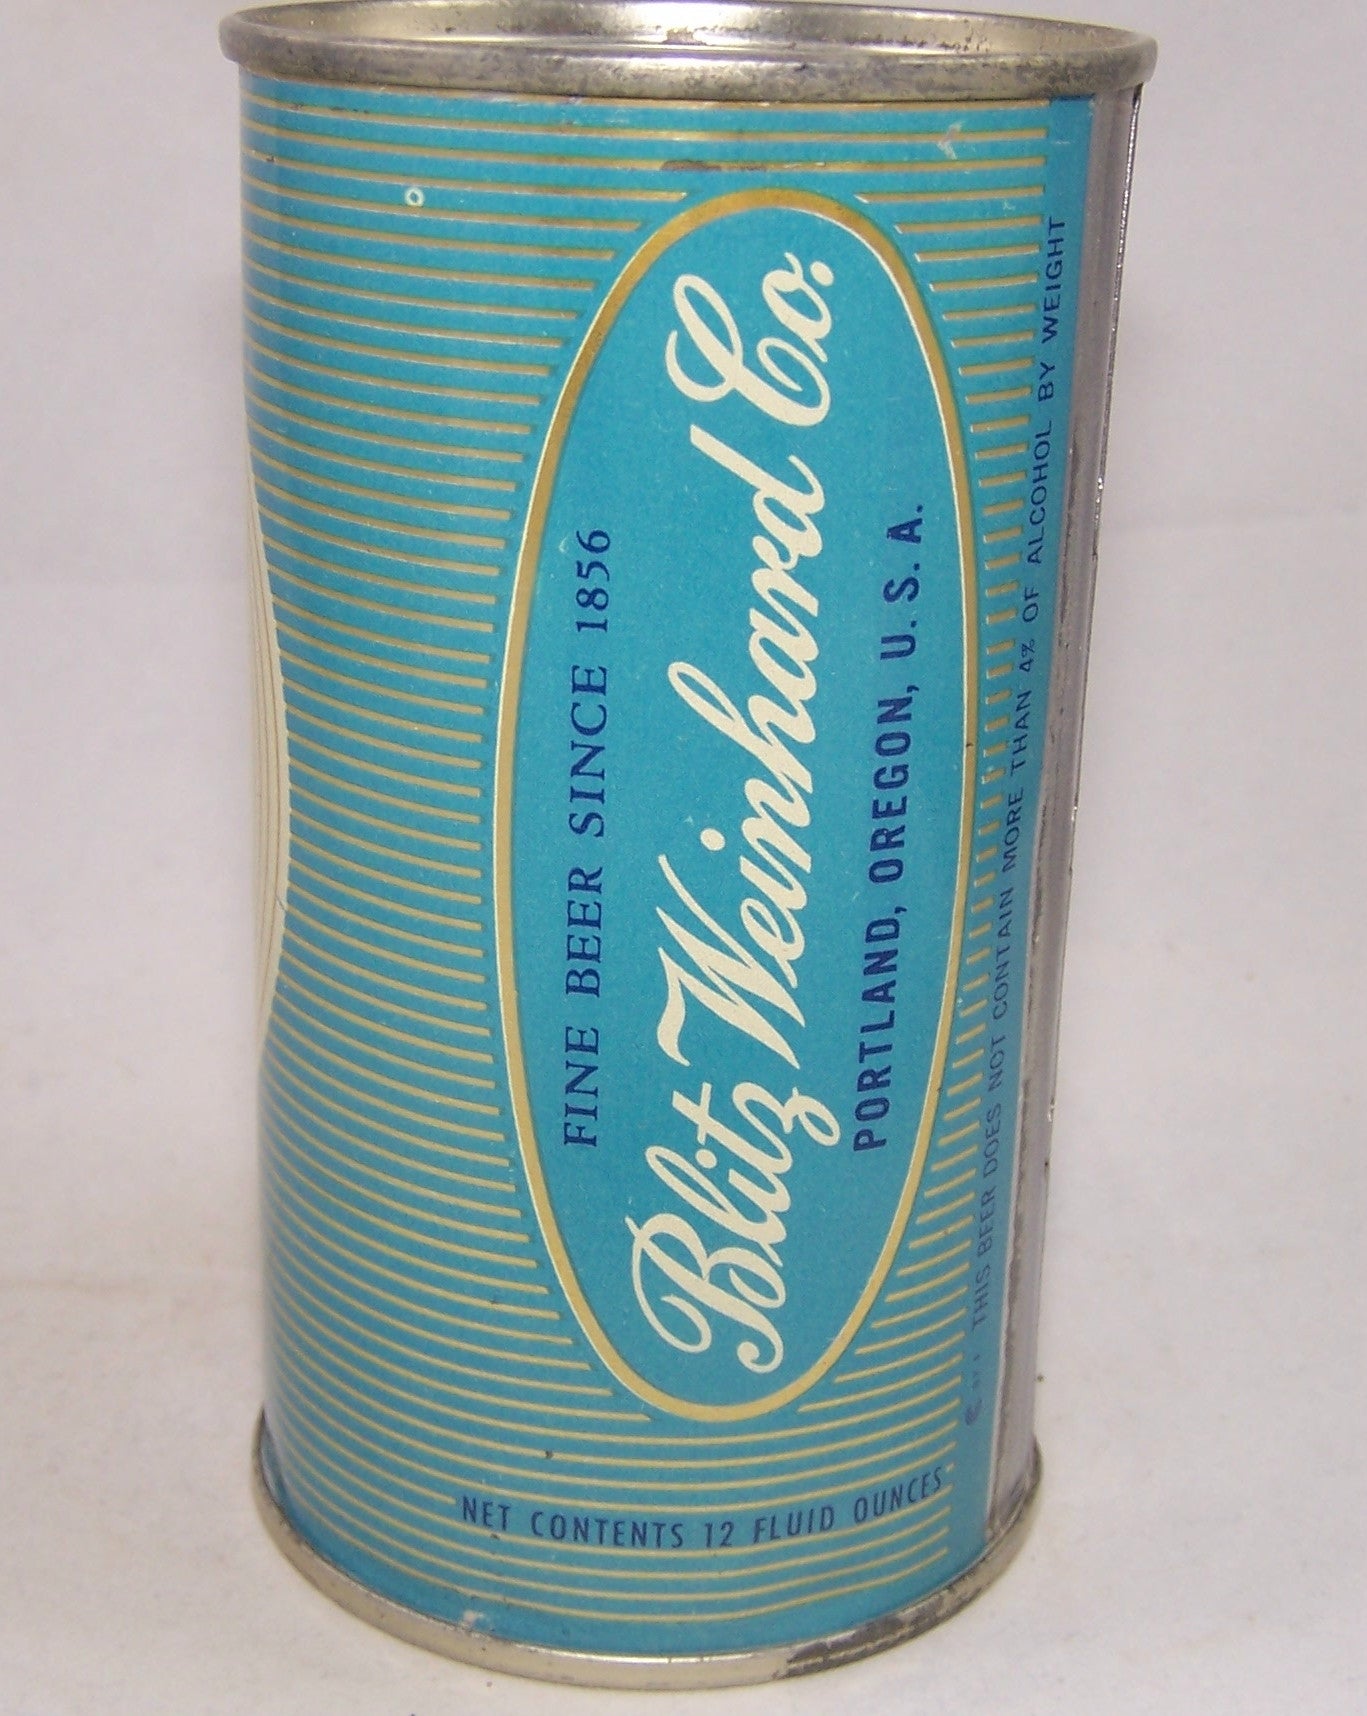 FINE BEER SINCE 1856
Blitz Weinhard Co.
PORTLAND, OREGON, U. S. A.
THIS BEER DOES NOT CONTAIN MORE THAN 4% OF ALCOHOL BY WEIGHT
NET CONTENTS 12 FLUID OUNCES